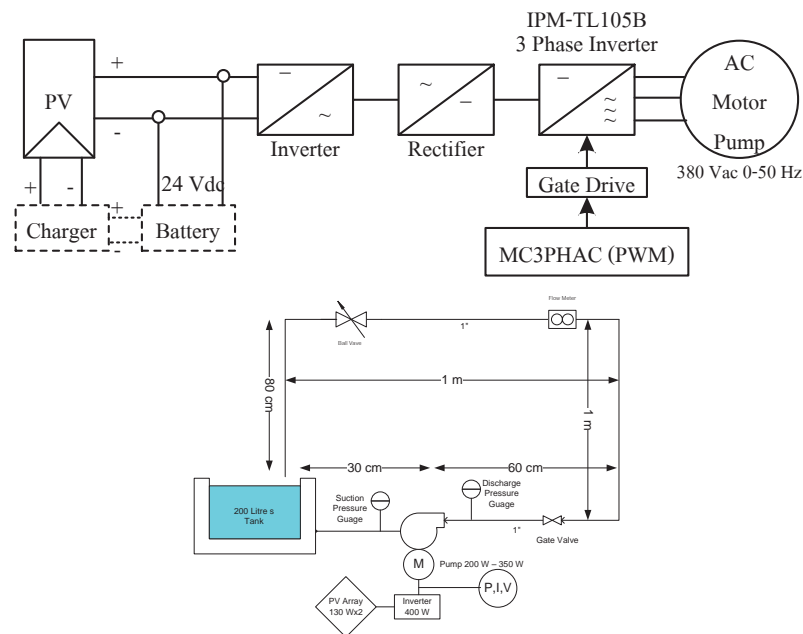 IPM-TL105B
3 Phase Inverter
PV
+
-
−
~
Inverter
~
−
Rectifier
−
~
~
~
AC
Motor
Pump
380 Vac 0-50 Hz
+
-
24 Vdc
Charger
+
-
Battery
Gate Drive
MC3PHAC (PWM)
Flow Meter
Ball Vave
1"
80 cm
1 m
1 m
30 cm
60 cm
200 Litre s
Tank
Suction
Pressure
Guage
Discharge
Pressure
Guage
1"
Gate Valve
M
Pump 200 W – 350 W
P,I,V
PV Array
130 Wx2
Inverter
400 W